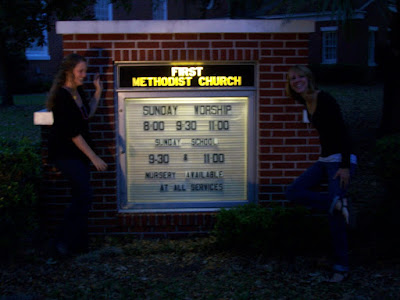 FIRST
METHODIST CHURCH
SUNDAY WORSHIP
8:00 9:30 11:00
SUNDAY SCHOOL
9:30 & 11:00
NURSERY AVAILABLE
AT ALL SERVICES